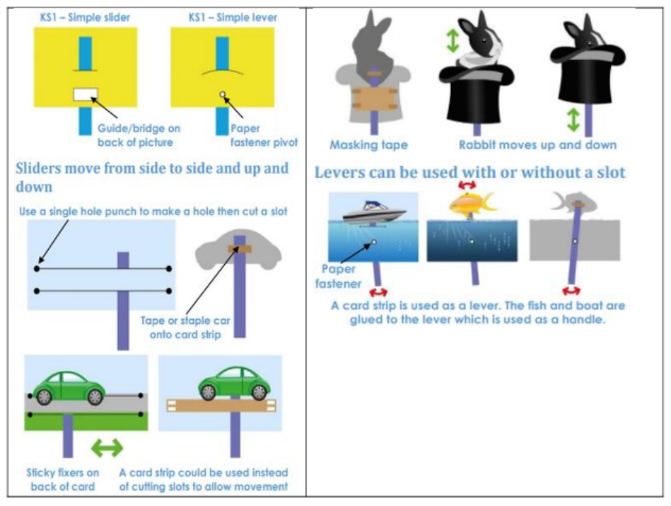 KS1 – Simple slider
KS1 – Simple lever
Guide/bridge on
back of picture
Paper
fastener pivot
Sliders move from side to side and up and
down
Use a single hole punch to make a hole then cut a slot
Tape or staple car
onto card strip
Sticky fixers on
back of card
A card strip could be used instead
of cutting slots to allow movement
Masking tape
Rabbit moves up and down
Levers can be used with or without a slot
Paper
fastener
A card strip is used as a lever. The fish and boat are
glued to the lever which is used as a handle.